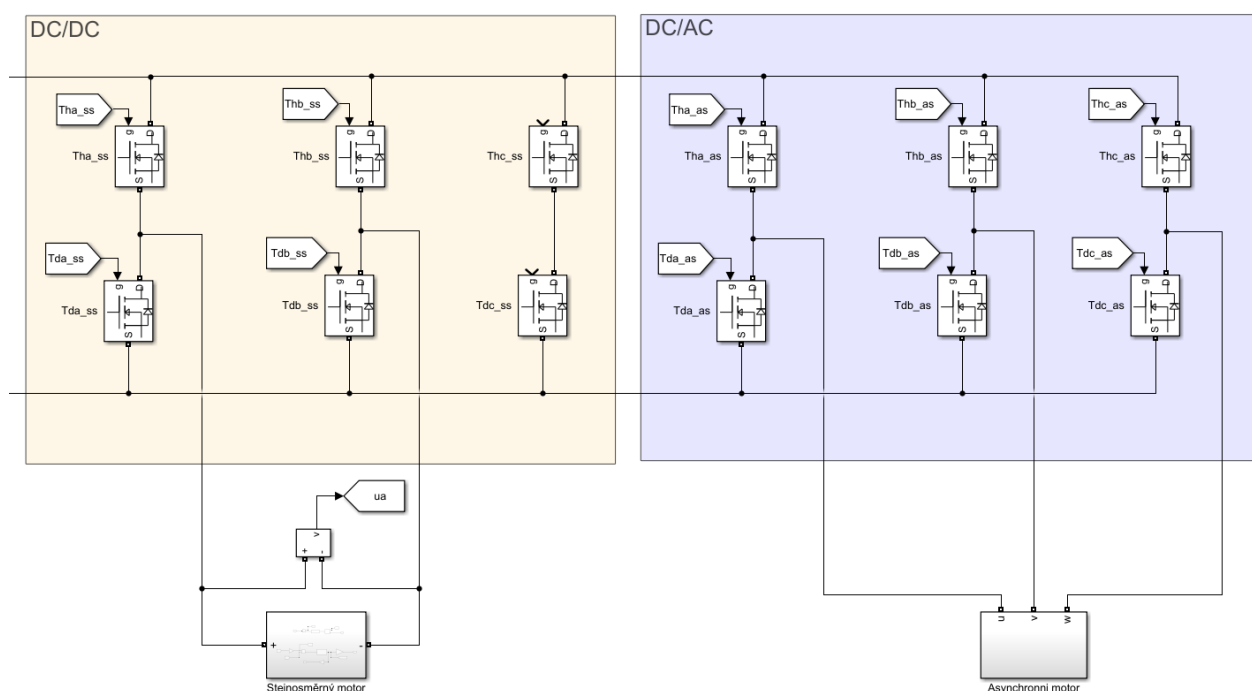 DC/DC
DC/AC
Tha_ss
Thb_ss
Tha_as
Thb_as
Thc_as
g D
g D
g D
g D
g D
g D
Tha_ss
Thb_ss
Thc_ss
Tha_as
Thb_as
Thc_as
S
S
S
S
S
S
Tda_ss
Tdb_ss
Tda_as
Tdb_as
Tdc_as
g D
g D
g D
g D
g D
g D
Tda_ss
Tdb_ss
Tdc_ss
Tda_as
Tdb_as
Tdc_as
S
S
S
S
S
S
ua
v
+ -
+ -
u v w
Stejnosměrný motor
Asynchronní motor